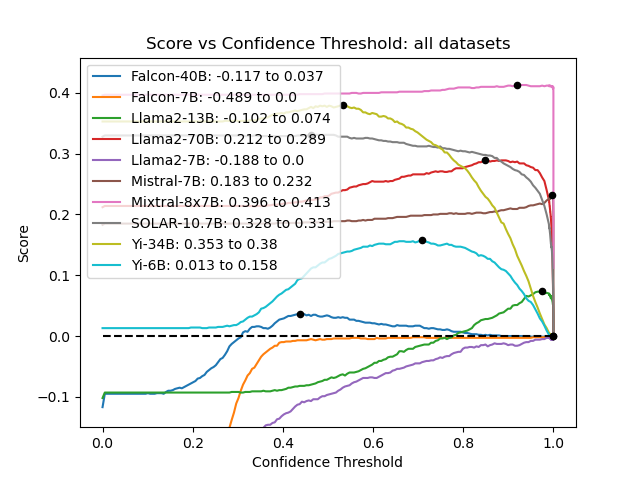 Score vs Confidence Threshold: all datasets
Falcon-40B: -0.117 to 0.037
Falcon-7B: -0.489 to 0.0
Llama2-13B: -0.102 to 0.074
Llama2-70B: 0.212 to 0.289
Llama2-7B: -0.188 to 0.0
Mistral-7B: 0.183 to 0.232
Mixtral-8x7B: 0.396 to 0.413
SOLAR-10.7B: 0.328 to 0.331
Yi-34B: 0.353 to 0.38
Yi-6B: 0.013 to 0.158
Score
0.4
0.3
0.2
0.1
0.0
−0.1
0.0 0.2 0.4 0.6 0.8 1.0
Confidence Threshold